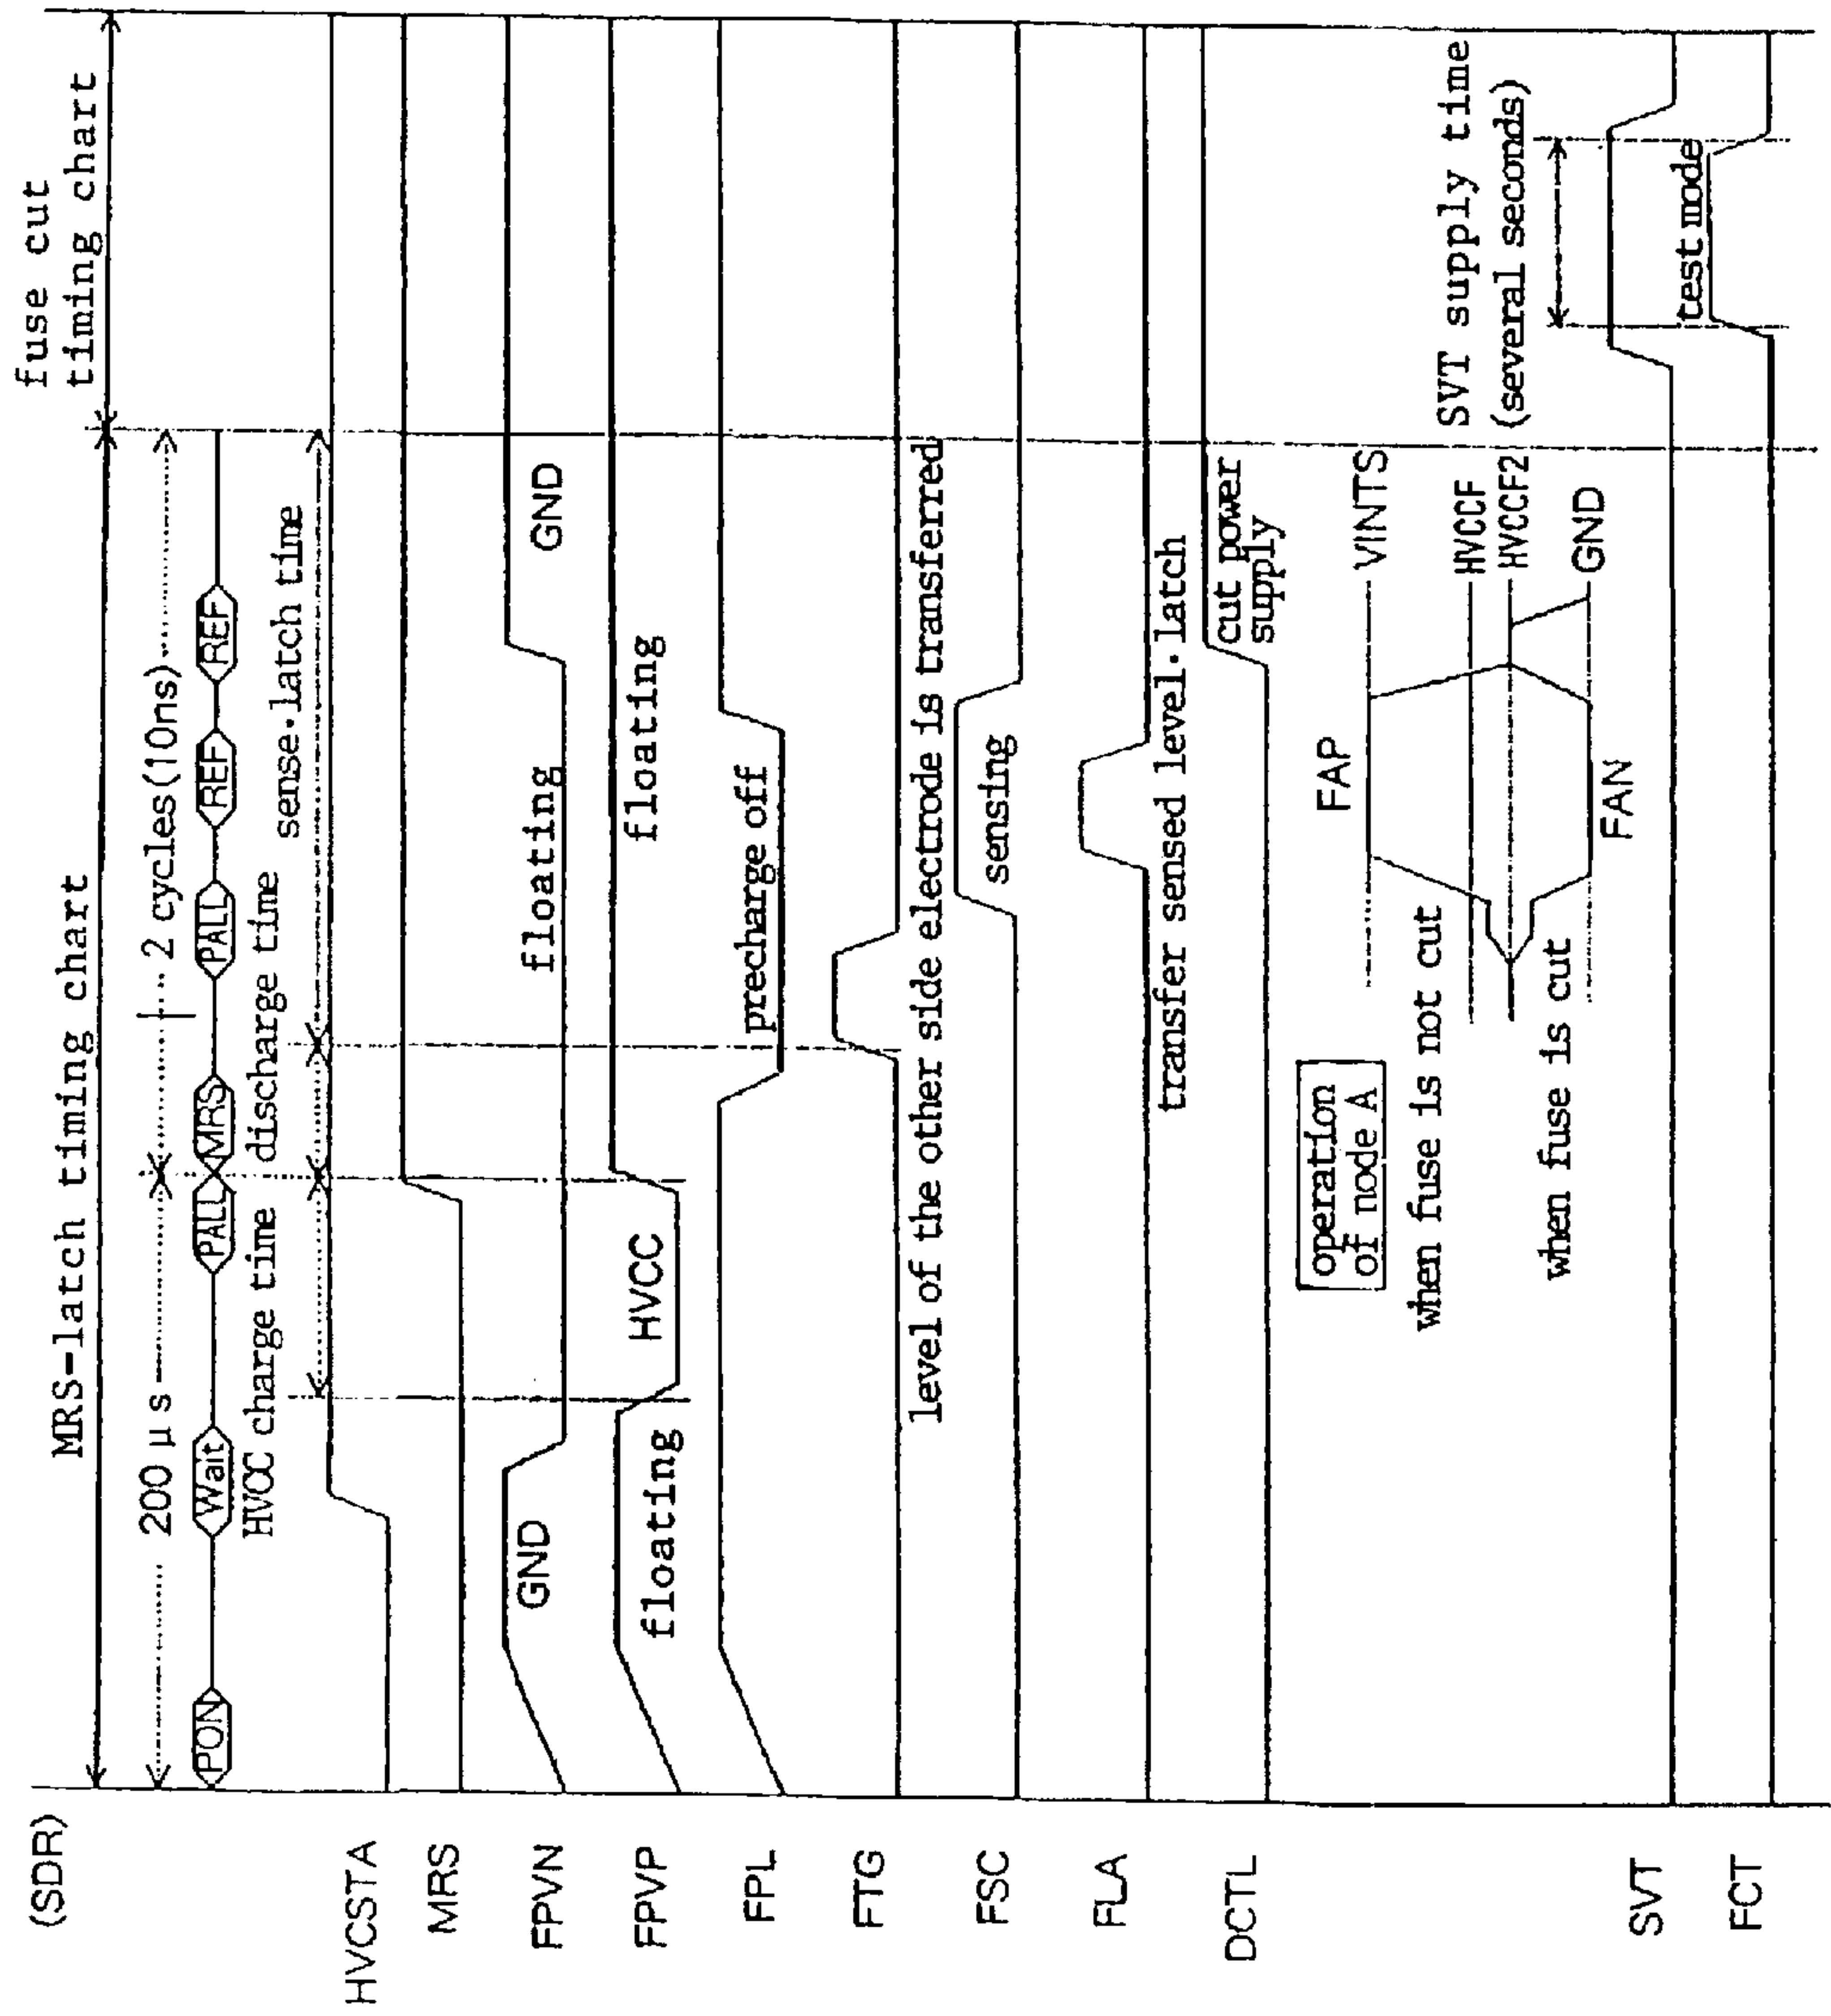 (SDR)
MRS-latch timing chart
fuse cut
timing chart
200 μs
2 cycles(10ns)
PON
Wait
PALL
MRS
PALL
REF
REF
HVCC charge time
discharge time
sense·latch time
HVCSTA
MRS
FPVN
GND
floating
GND
FPVP
floating
HVCC
floating
FPL
precharge off
FTG
level of the other side electrode is transferred
FSC
sensing
FLA
transfer sensed level·latch
DCTL
cut power
supply
operation
of node A
FAP
VINTS
when fuse is not cut
HVCCF
HVCCF2
when fuse is cut
GND
FAN
SVT supply time
(several seconds)
SVT
test mode
FCT